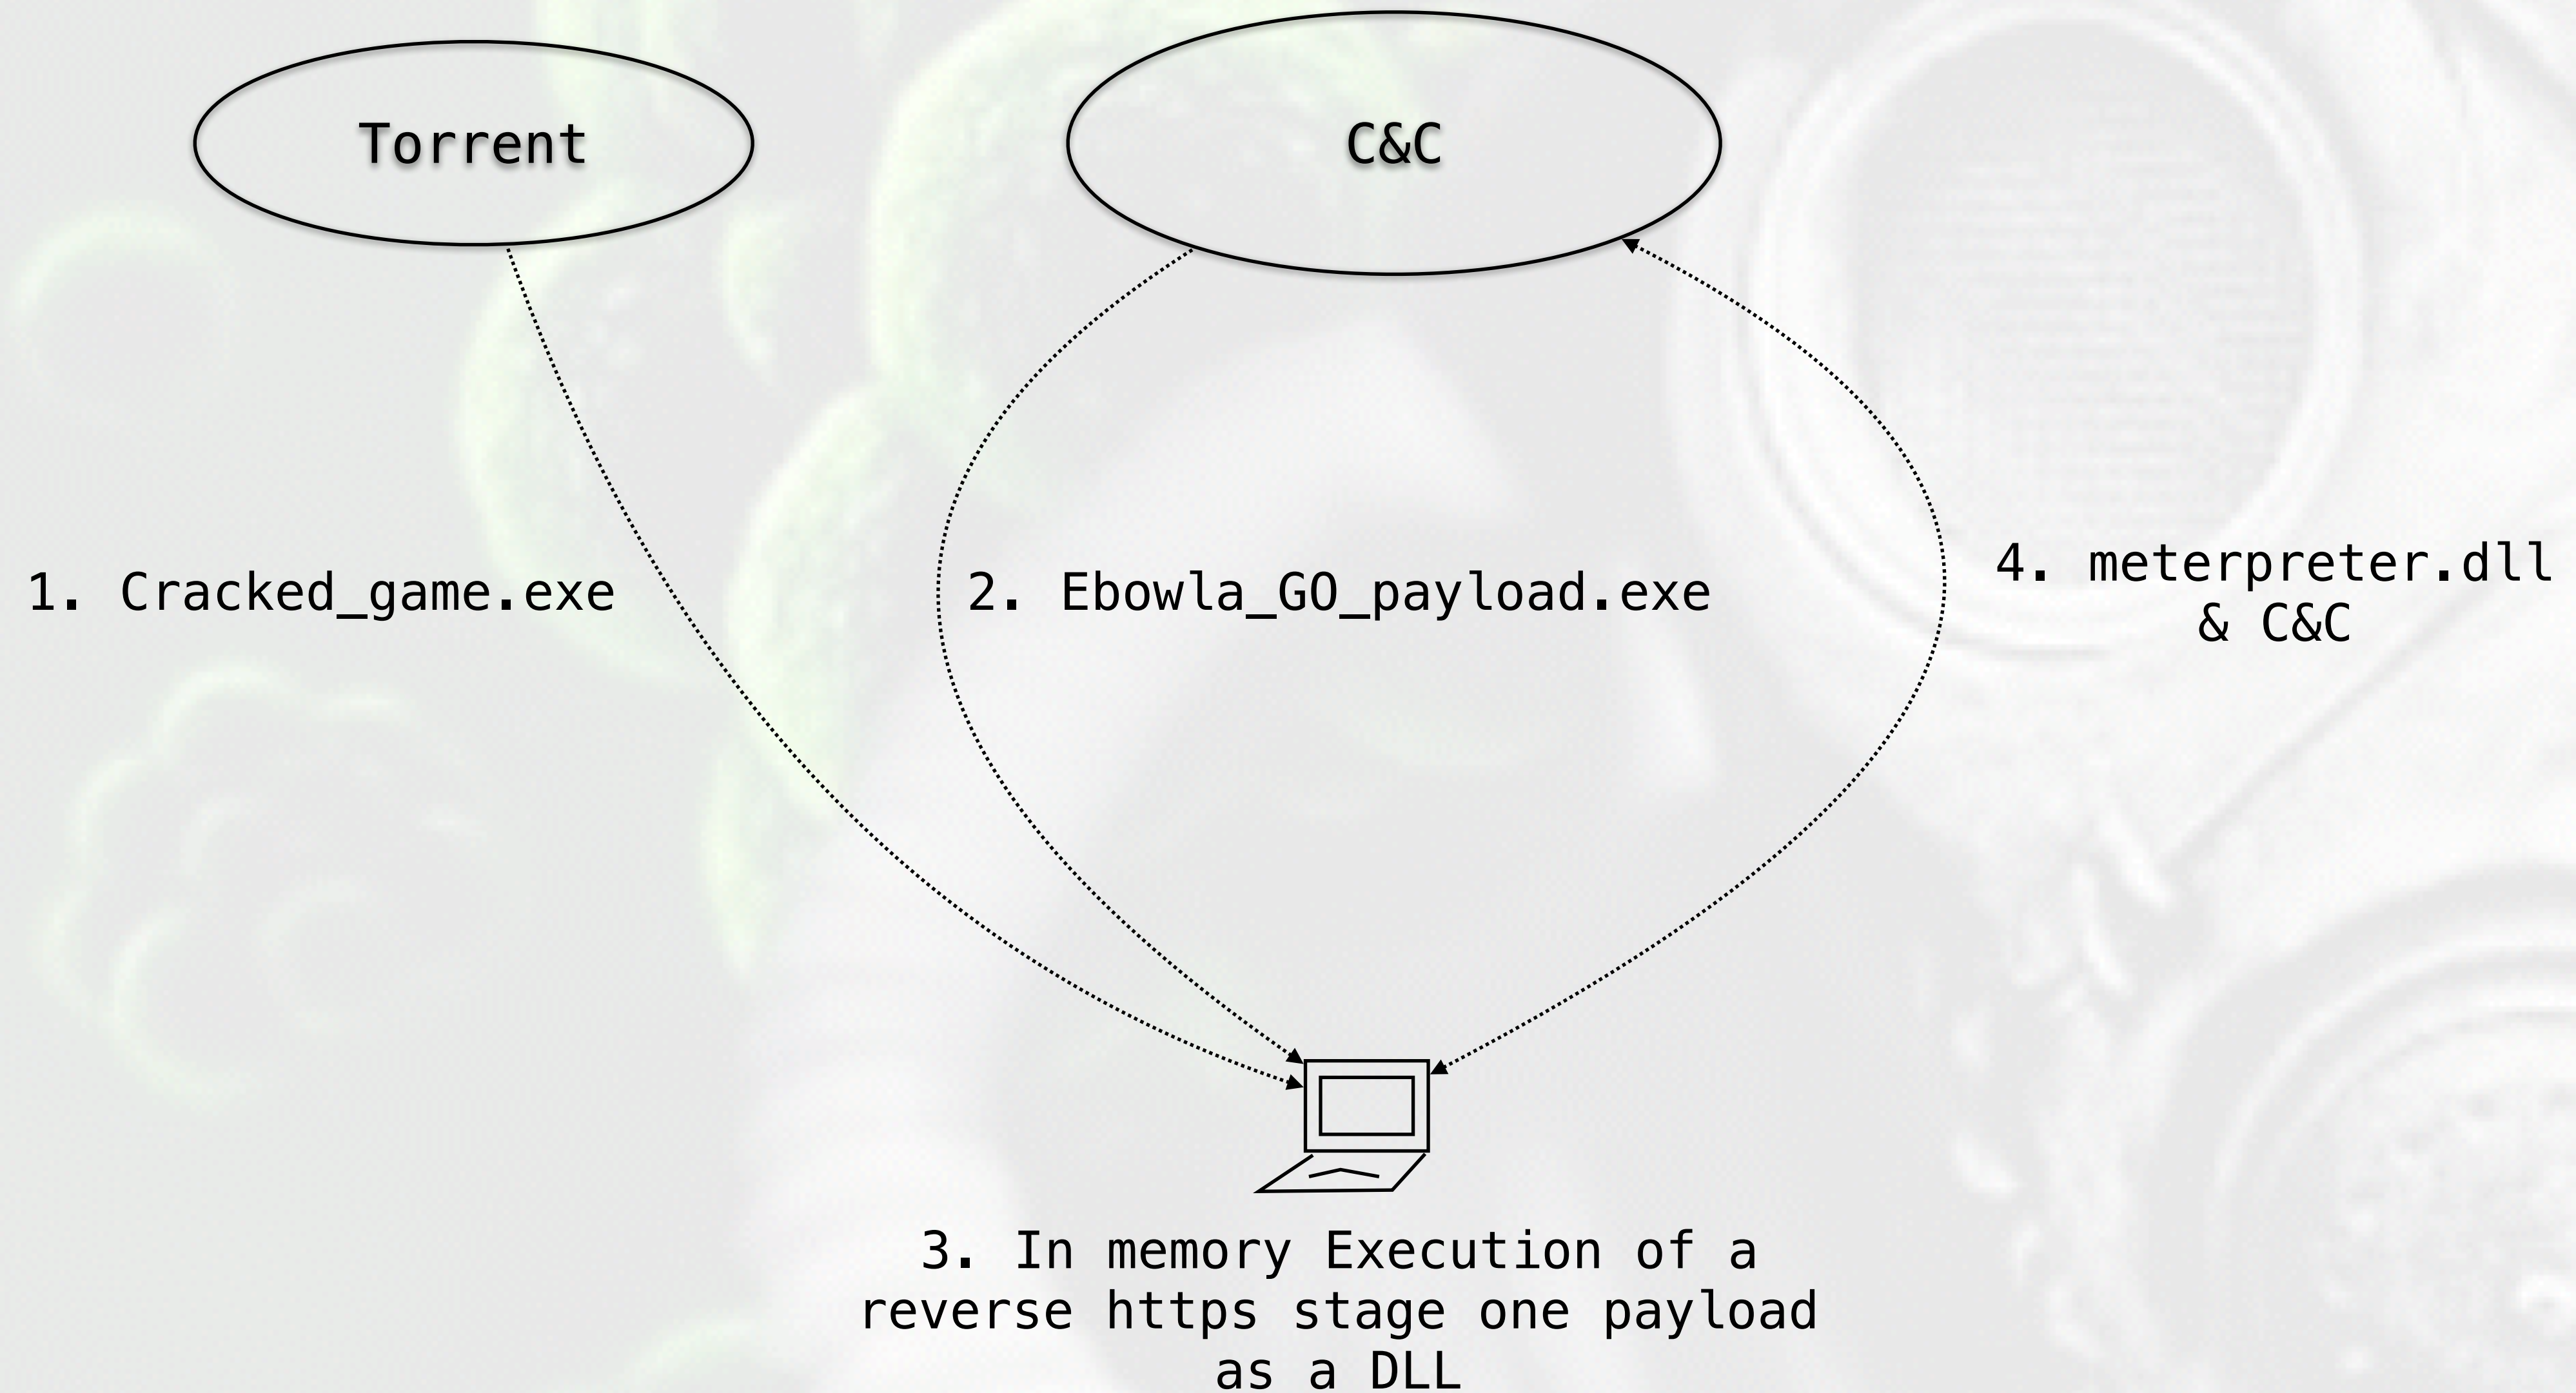 Torrent
C&C
1. Cracked_game.exe
2. Ebowla_GO_payload.exe
4. meterpreter.dll
& C&C
3. In memory Execution of a
reverse https stage one payload
as a DLL